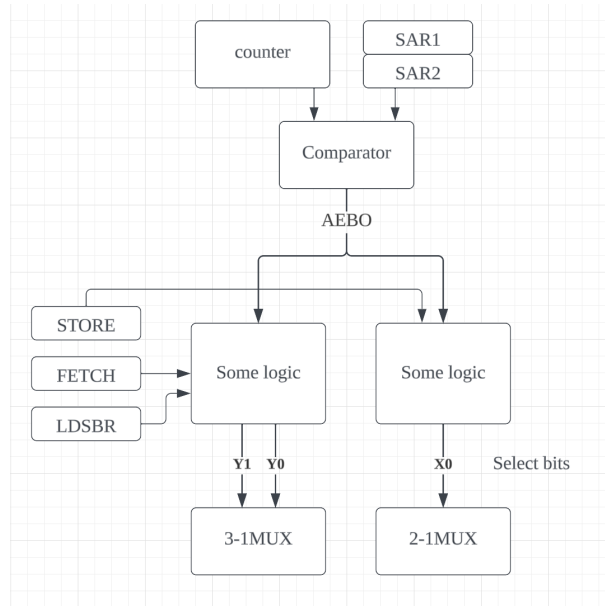 counter
SAR1
SAR2
Comparator
AEBO
STORE
FETCH
LDSBR
Some logic
Some logic
Y1 Y0
X0
Select bits
3-1MUX
2-1MUX